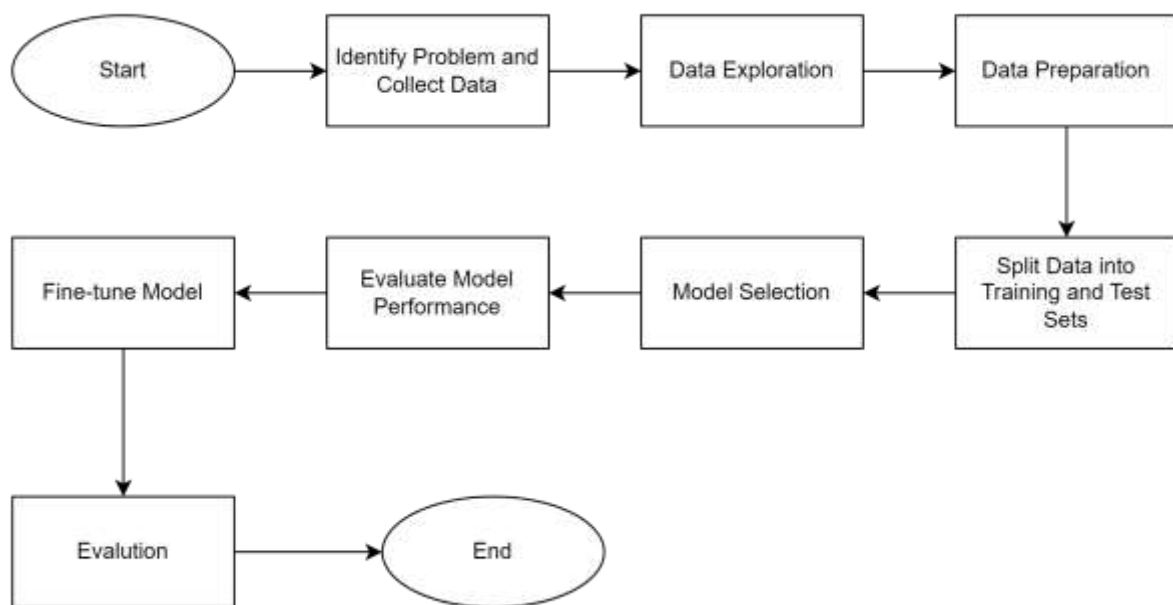 Start
Identify Problem and
Collect Data
Data Exploration
Data Preparation
Split Data into
Training and Test
Sets
Model Selection
Evaluate Model
Performance
Fine-tune Model
Evalution
End